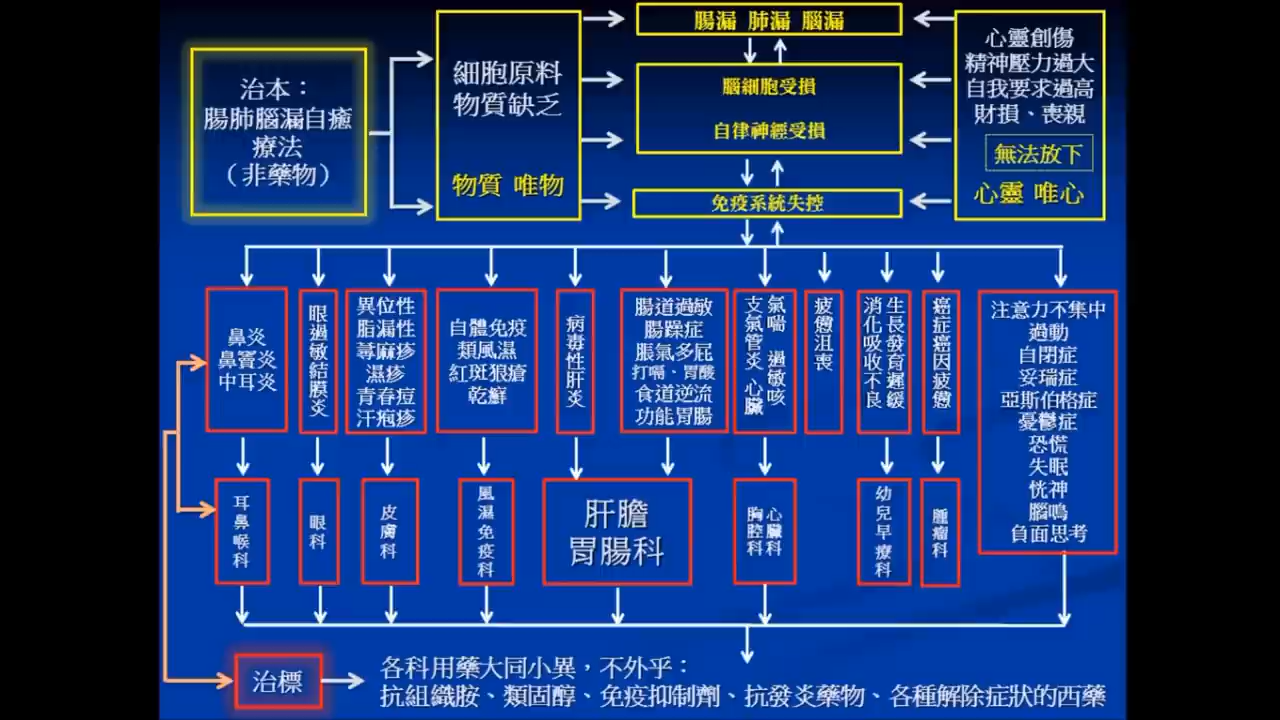 治本：
腸肺腦漏自癒
療法
（非藥物）
細胞原料
物質缺乏
物質 唯物
腸漏 肺漏 腦漏
腦細胞受損
自律神經受損
免疫系統失控
心靈創傷
精神壓力過大
自我要求過高
財損、喪親
無法放下
心靈 唯心
鼻炎
鼻竇炎
中耳炎
眼過敏結膜炎
異位性
脂漏性
蕁麻疹
濕疹
青春痘
汗疱疹
自體免疫
類風濕
紅斑狼瘡
乾癬
病毒性肝炎
腸道過敏
腸躁症
脹氣多屁
打嗝、胃酸
食道逆流
功能胃腸
氣喘 過敏咳
支氣管炎 心臟
疲憊沮喪
生長發育遲緩
消化吸收不良
癌症癌因疲憊
注意力不集中
過動
自閉症
妥瑞症
亞斯伯格症
憂鬱症
恐慌
失眠
恍神
腦鳴
負面思考
耳鼻喉科
眼科
皮膚科
風濕免疫科
肝膽
胃腸科
心臟科
胸腔科
幼兒早療科
腫瘤科
治標
各科用藥大同小異，不外乎：
抗組織胺、類固醇、免疫抑制劑、抗發炎藥物、各種解除症狀的西藥